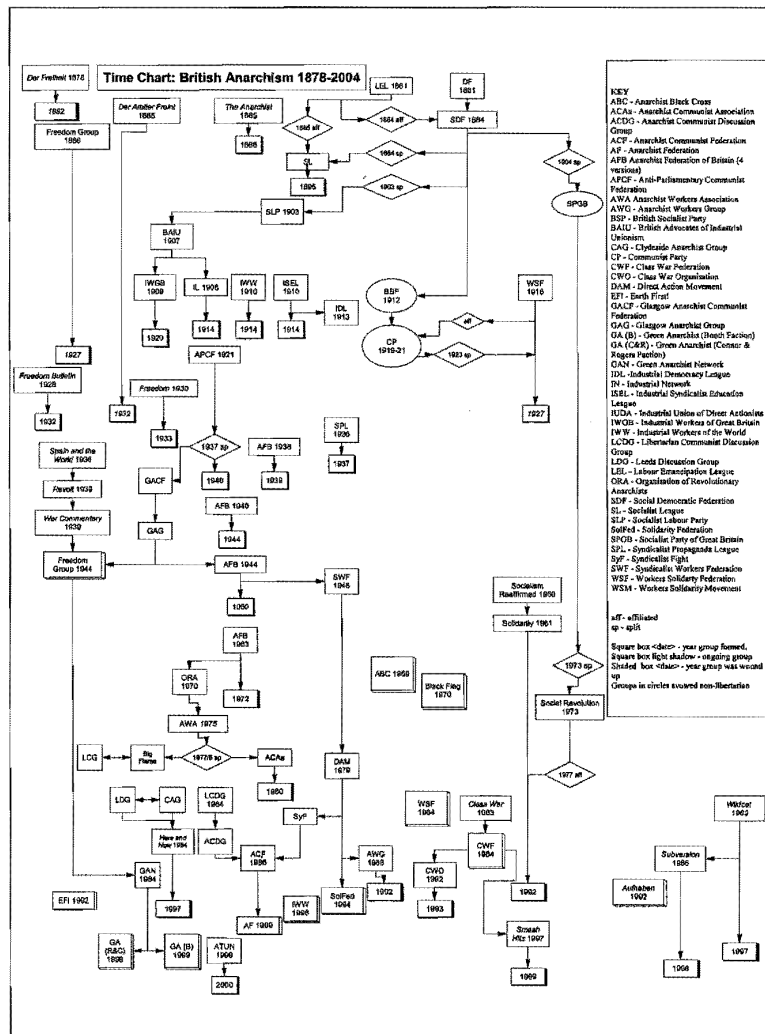 Time Chart: British Anarchism 1878-2004
Der Freiheit 1878
1882
Freedom Group
1886
1927
Freedom Bulletin
1928
1932
Spain and the
World 1936
Revolt 1939
War Commentary
1939
Freedom
Group 1944
Der Arbiter Freint
1885
1932
The Anarchist
1885
1888
LEL 1881
DF
1881
1884 aff
SDF 1884
1885 aff
SL
1884 sp
1895
1903 sp
SLP 1903
1904 sp
SPGB
BAIU
1907
IWGB
1909
1920
IL 1908
1914
IWW
1910
1914
ISEL
1910
1914
IDL
1913
BBF
1912
CP
1919-21
aff
1923 sp
WSF
1916
1927
APCF 1921
Freedom 1930
1933
1937 sp
1940
GACF
GAG
AFB 1938
1939
SPL
1936
1937
AFB 1940
1944
AFB 1944
1950
SWF
1948
Socialism
Reaffirmed 1960
Solidarity 1961
AFB
1963
1972
ORA
1970
AWA 1975
1977/8 sp
Big
Flame
LCG
ACAs
1980
ABC 1968
Black Flag
1970
1973 sp
Social Revolution
1973
1977 aff
1992
DAM
1979
LDG
CAG
Here and
Now 1984
1997
LCDG
1984
ACDG
SyF
ACF
1986
AF 1999
GAN
1984
EFI 1992
GA
(R&C)
GA (B)
1999
ATUN
1998
2000
IWW
1995
AWG
1988
1992
SolFed
1994
WSF
1984
Class War
1983
CWF
1984
CWO
1992
1993
Smash
Hits 1997
1999
Wildcat
1982
1997
Subversion
1986
1998
Aufheben
1992
KEY
ABC - Anarchist Black Cross
ACAs - Anarchist Communist Association
ACDG - Anarchist Communist Discussion
Group
ACF - Anarchist Communist Federation
AF - Anarchist Federation
AFB Anarchist Federation of Britain (4
versions)
APCF - Anti-Parliamentary Communist
Federation
AWA Anarchist Workers Association
AWG - Anarchist Workers Group
BSP - British Socialist Party
BAIU - British Advocates of Industrial
Unionism
CAG - Clydeside Anarchist Group
CP - Communist Party
CWF - Class War Federation
CWO - Class War Organization
DAM - Direct Action Movement
EFI - Earth First!
GACF - Glasgow Anarchist Communist
Federation
GAG - Glasgow Anarchist Group
GA (B) - Green Anarchist (Booth Faction)
GA (C&R) - Green Anarchist (Connor &
Rogers Faction)
GAN - Green Anarchist Network
IDL - Industrial Democracy League
IN - Industrial Network
ISEL - Industrial Syndicalist Education
League
IUDA - Industrial Union of Direct Actionists
IWGB - Industrial Workers of Great Britain
IWW - Industrial Workers of the World
LCDG - Libertarian Communist Discussion
Group
LDG - Leeds Discussion Group
LEL - Labour Emancipation League
ORA - Organisation of Revolutionary
Anarchists
SDF - Social Democratic Federation
SL - Socialist League
SLP - Socialist Labour Party
SolFed - Solidarity Federation
SPGB - Socialist Party of Great Britain
SPL - Syndicalist Propaganda League
SyF - Syndicalist Fight
SWF - Syndicalist Workers Federation
WSF - Workers Solidarity Federation
WSM - Workers Solidarity Movement
aff - affiliated
sp - split
Square box <date> - year group formed.
Square box light shadow - ongoing group
Shaded box <date> - year group was wound
up
Groups in circles avowed non-libertarian